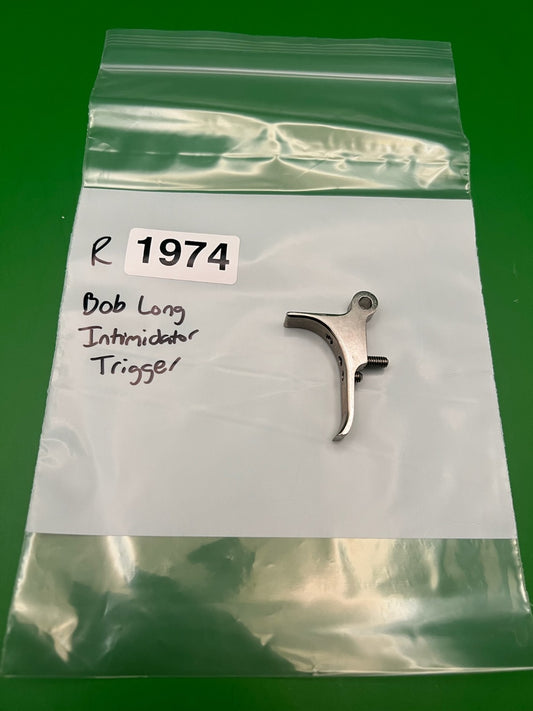 R 1974
Bob Long
Intimidator
Trigger